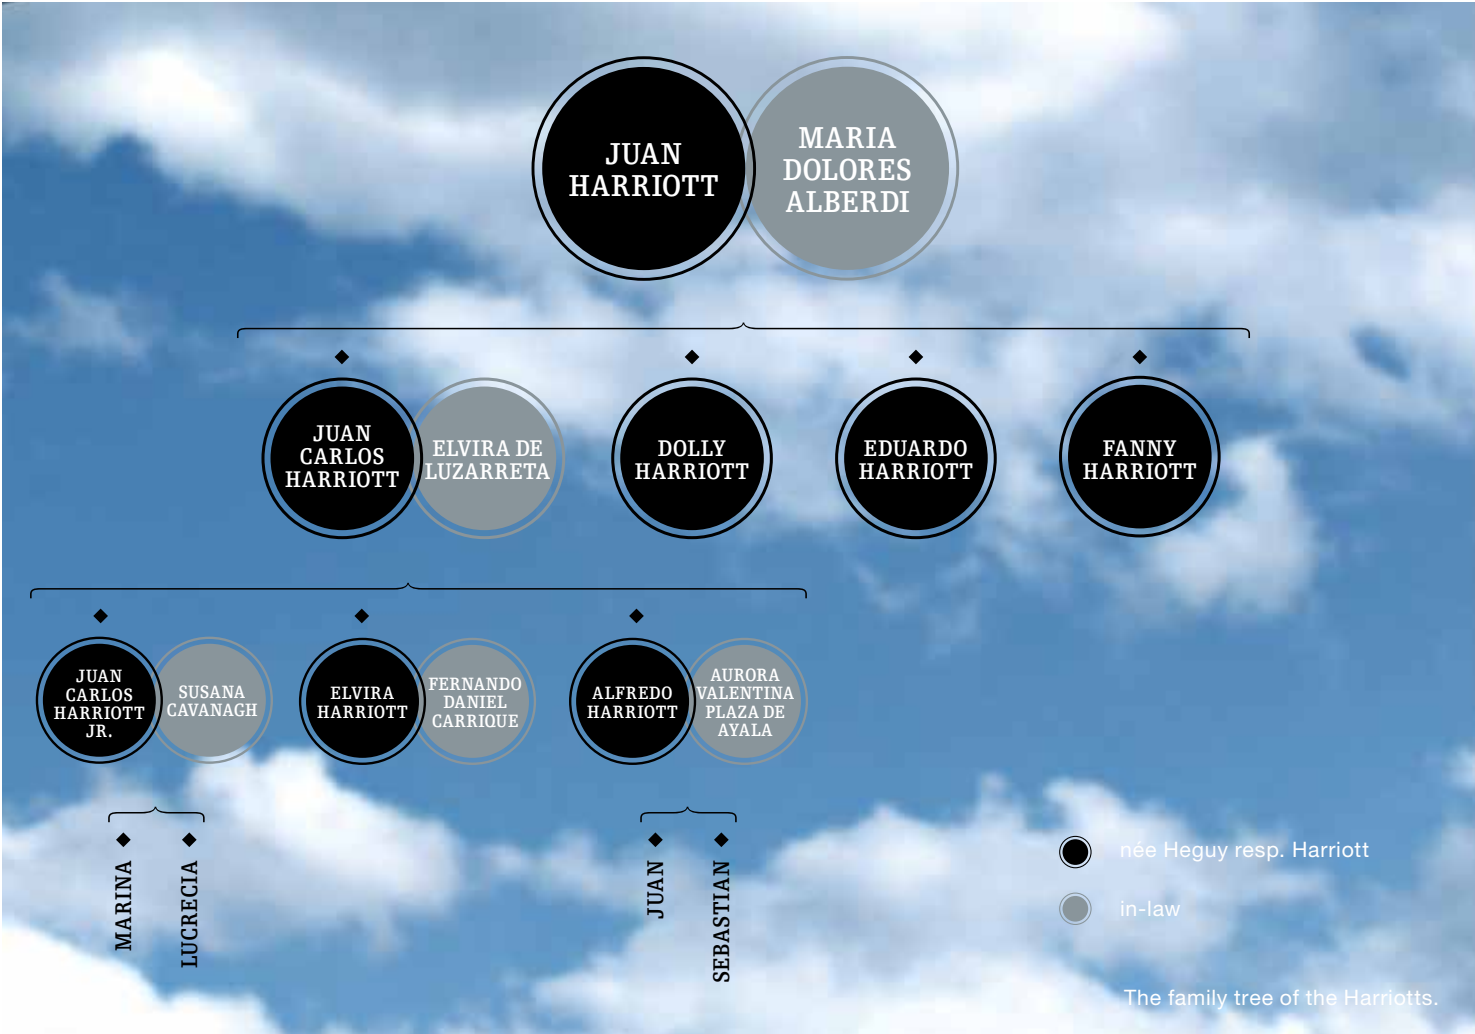 JUAN
HARRIOTT
MARIA
DOLORES
ALBERDI
JUAN
CARLOS
HARRIOTT
ELVIRA DE
LUZARRETA
DOLLY
HARRIOTT
EDUARDO
HARRIOTT
FANNY
HARRIOTT
JUAN
CARLOS
HARRIOTT
JR.
SUSANA
CAVANAGH
ELVIRA
HARRIOTT
FERNANDO
DANIEL
CARRIQUE
ALFREDO
HARRIOTT
AURORA
VALENTINA
PLAZA DE
AYALA
MARINA
LUCRECIA
JUAN
SEBASTIAN
née Heguy resp. Harriott
in-law
The family tree of the Harriotts.